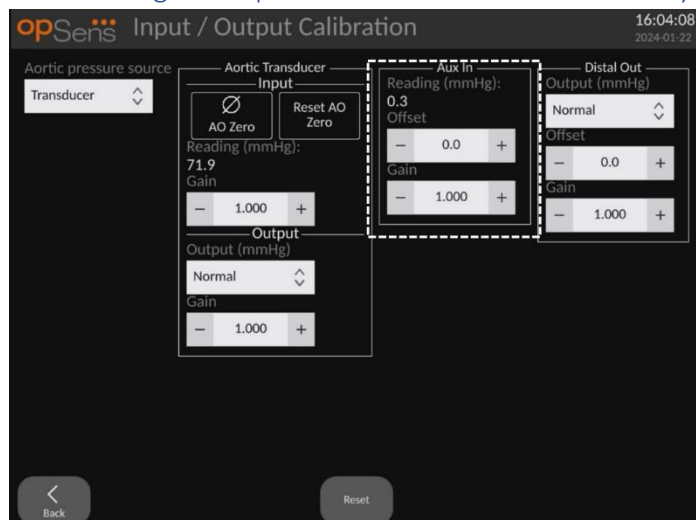 opSens Input / Output Calibration
16:04:08
2024-01-22
Aortic pressure source
Transducer
Aortic Transducer
Input
AO Zero
Reset AO
Zero
Reading (mmHg):
71.9
Gain
− 1.000 +
Output
Output (mmHg)
Normal
Gain
− 1.000 +
Aux In
Reading (mmHg):
0.3
Offset
− 0.0 +
Gain
− 1.000 +
Distal Out
Output (mmHg)
Normal
Offset
− 0.0 +
Gain
− 1.000 +
Back
Reset